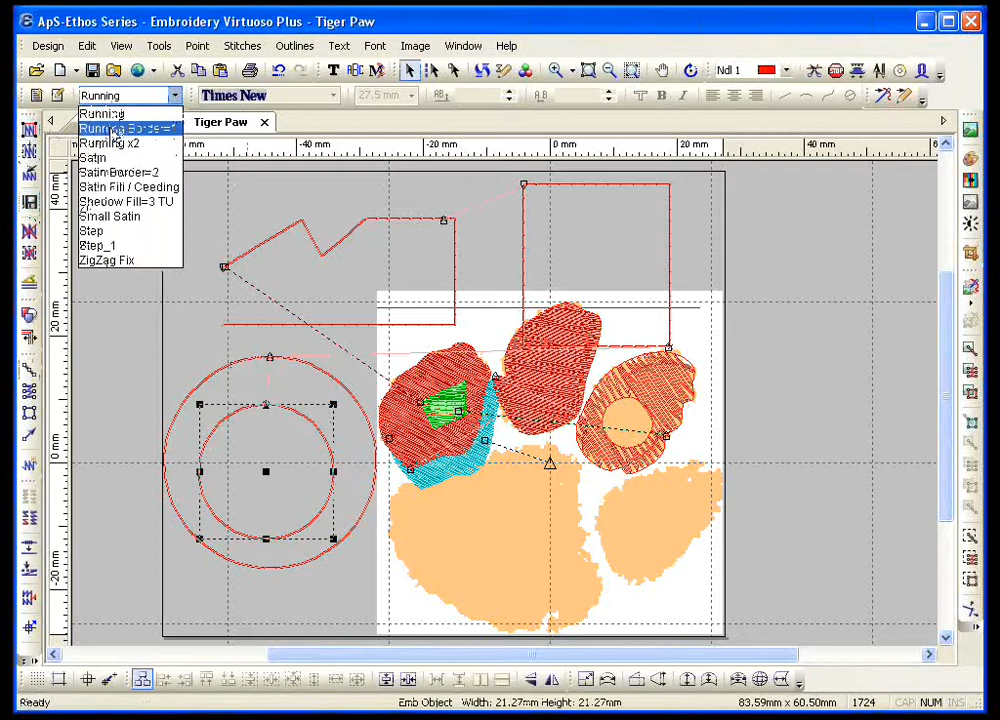 ApS-Ethos Series - Embroidery Virtuoso Plus - Tiger Paw
Design Edit View Tools Point Stitches Outlines Text Font Image Window Help
Ndl 1
Running Times New 27.5 mm
Tiger Paw
Running
Running Border=
Running x2
Satin
Satin Border=2
Satin Fill / Ceeding
Shadow Fill=3 TU
Small Satin
Step
Step_1
ZigZag Fix
mm -40 mm -20 mm 0 mm 20 mm
40 mm
20 mm
0 mm
-20 mm
Ready Emb Object Width: 21.27mm Height: 21.27mm 83.59mm x 60.50mm 1724 CAP NUM INS